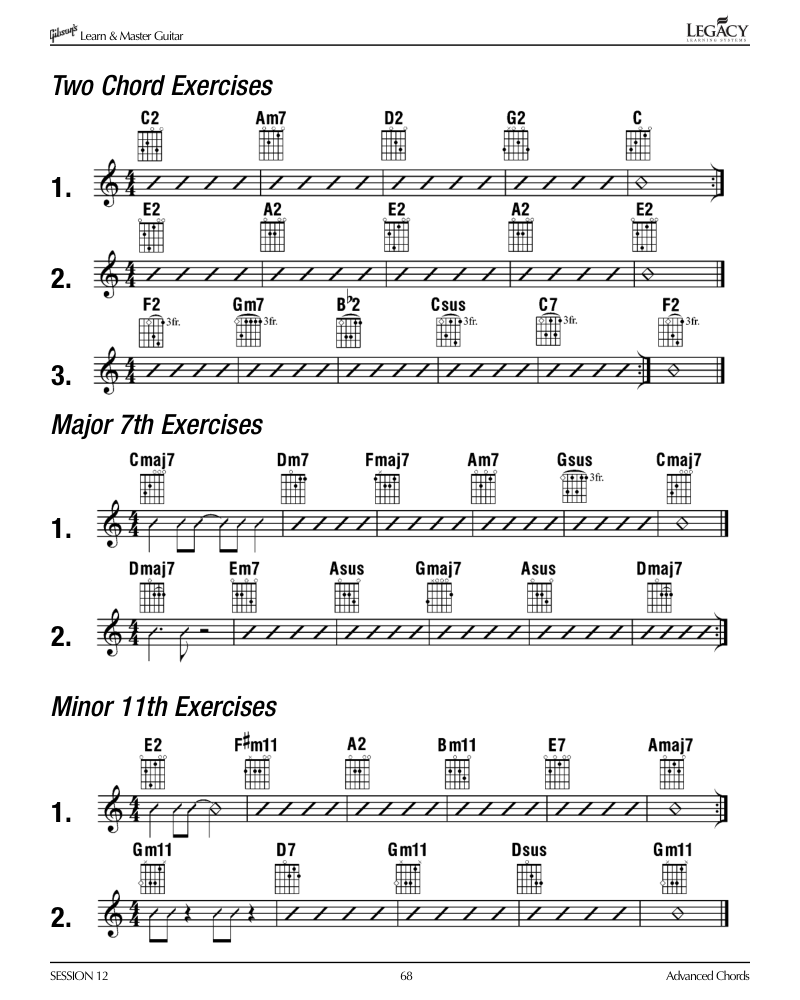 Gibson's Learn & Master Guitar
LEGACY
LEARNING SYSTEMS
Two Chord Exercises
C2 Am7 D2 G2 C
1.
E2 A2 E2 A2 E2
2.
F2 Gm7 B♭2 Csus C7 F2
3fr. 3fr. 3fr. 3fr. 3fr.
3.
Major 7th Exercises
Cmaj7 Dm7 Fmaj7 Am7 Gsus Cmaj7
3fr.
1.
Dmaj7 Em7 Asus Gmaj7 Asus Dmaj7
2.
Minor 11th Exercises
E2 F♯m11 A2 Bm11 E7 Amaj7
1.
Gm11 D7 Gm11 Dsus Gm11
2.
SESSION 12 68 Advanced Chords